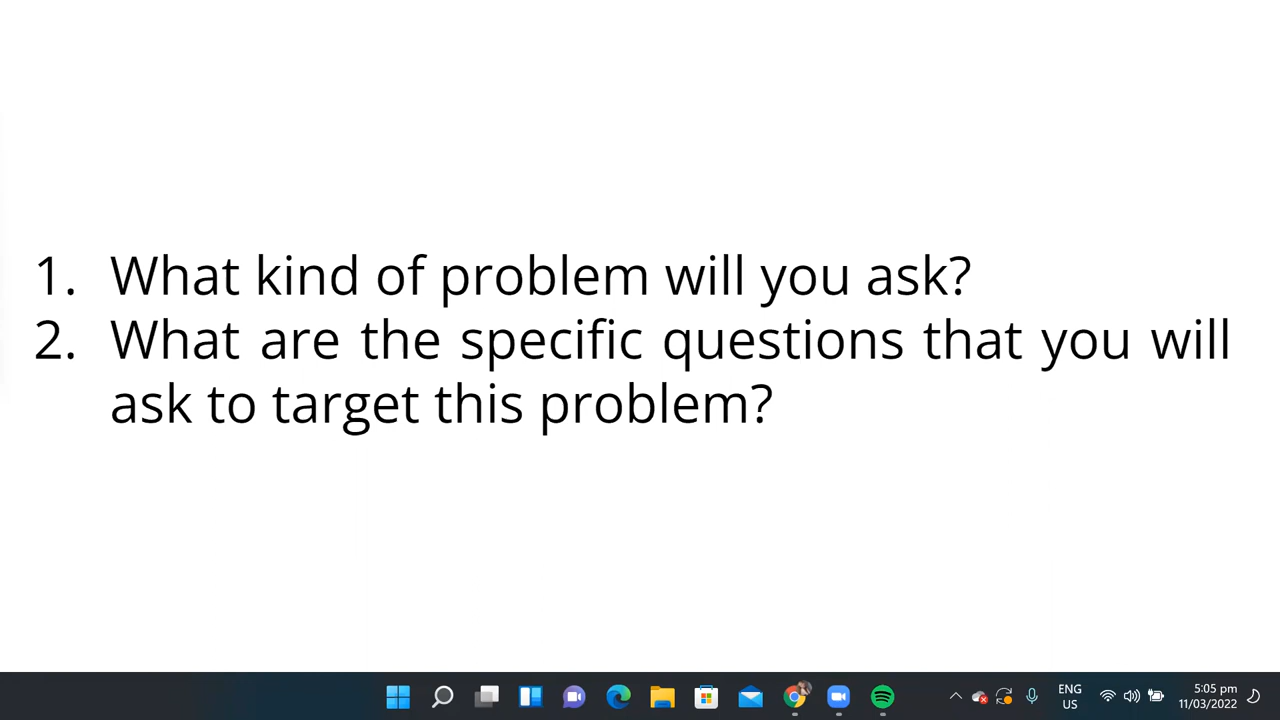 1. What kind of problem will you ask?
2. What are the specific questions that you will
ask to target this problem?
ENG
US
5:05 pm
11/03/2022